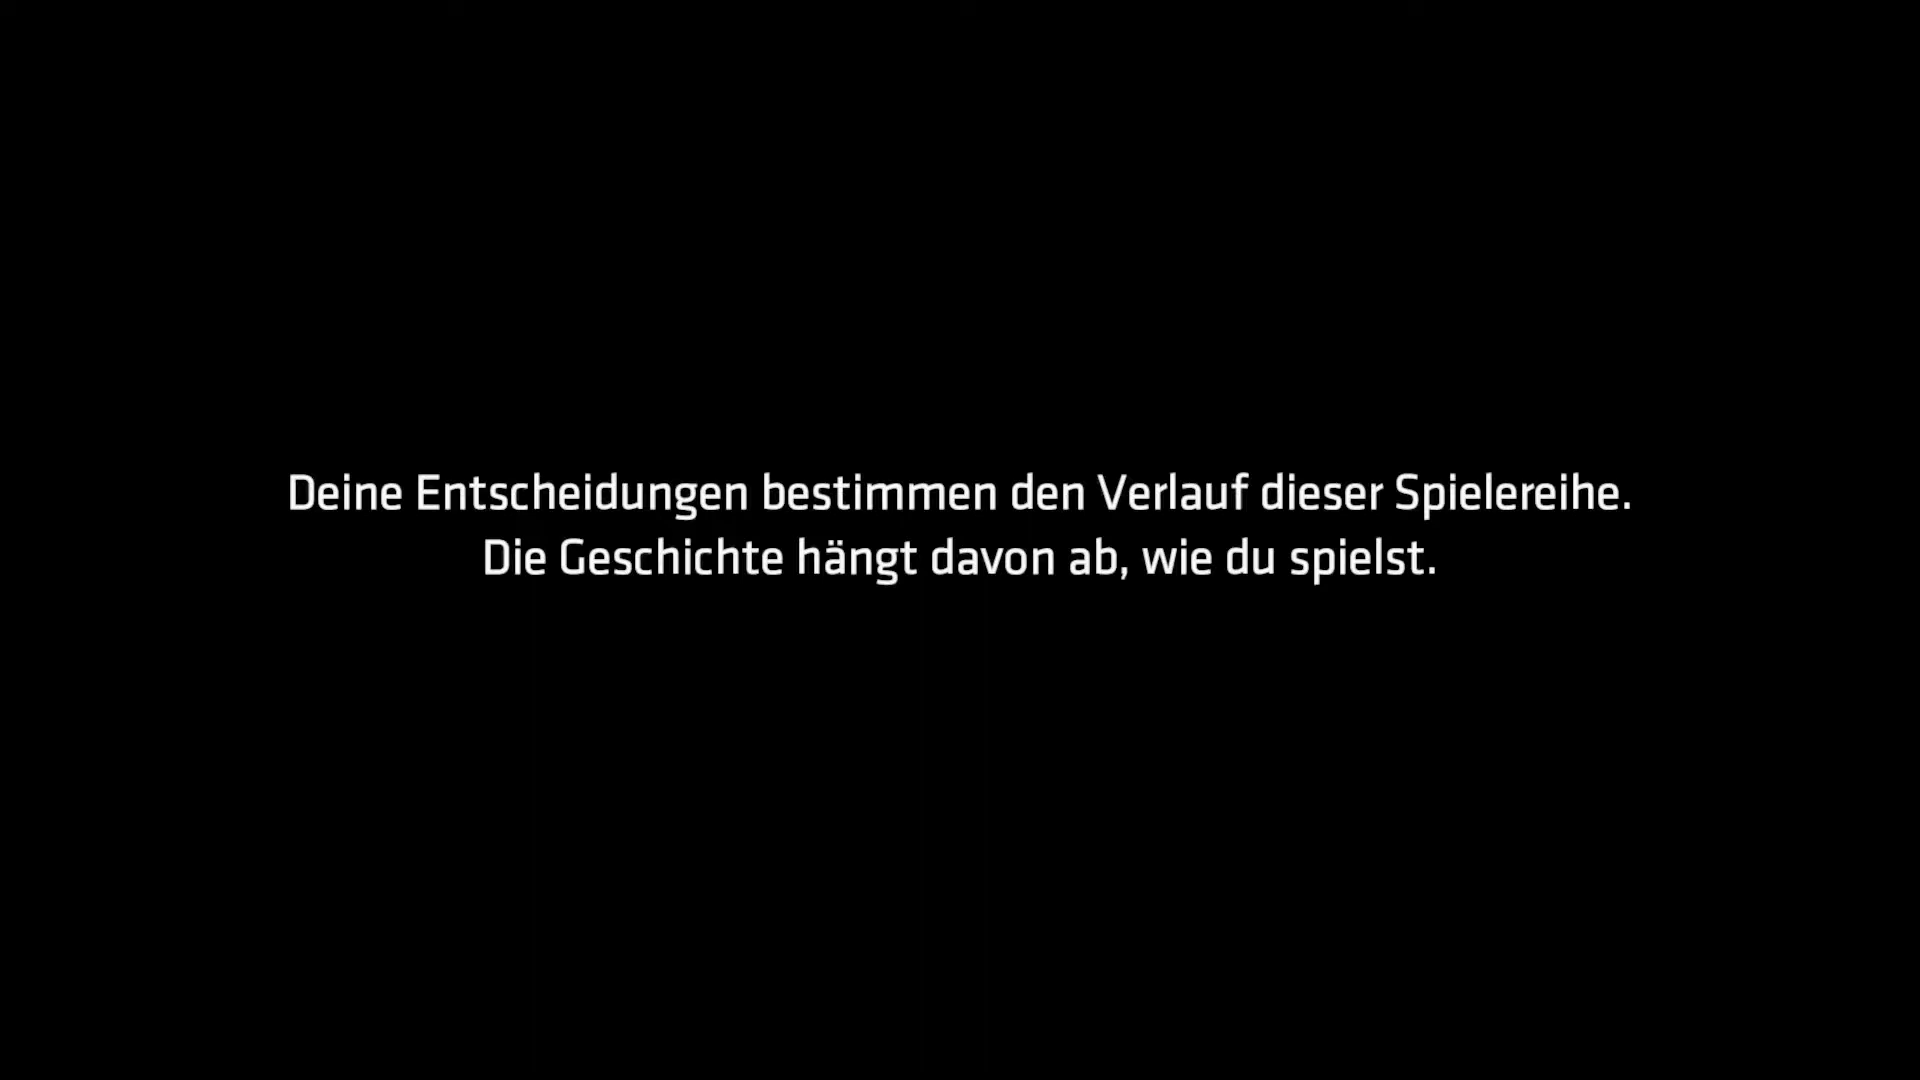 Deine Entscheidungen bestimmen den Verlauf dieser Spielereihe.
Die Geschichte hängt davon ab, wie du spielst.